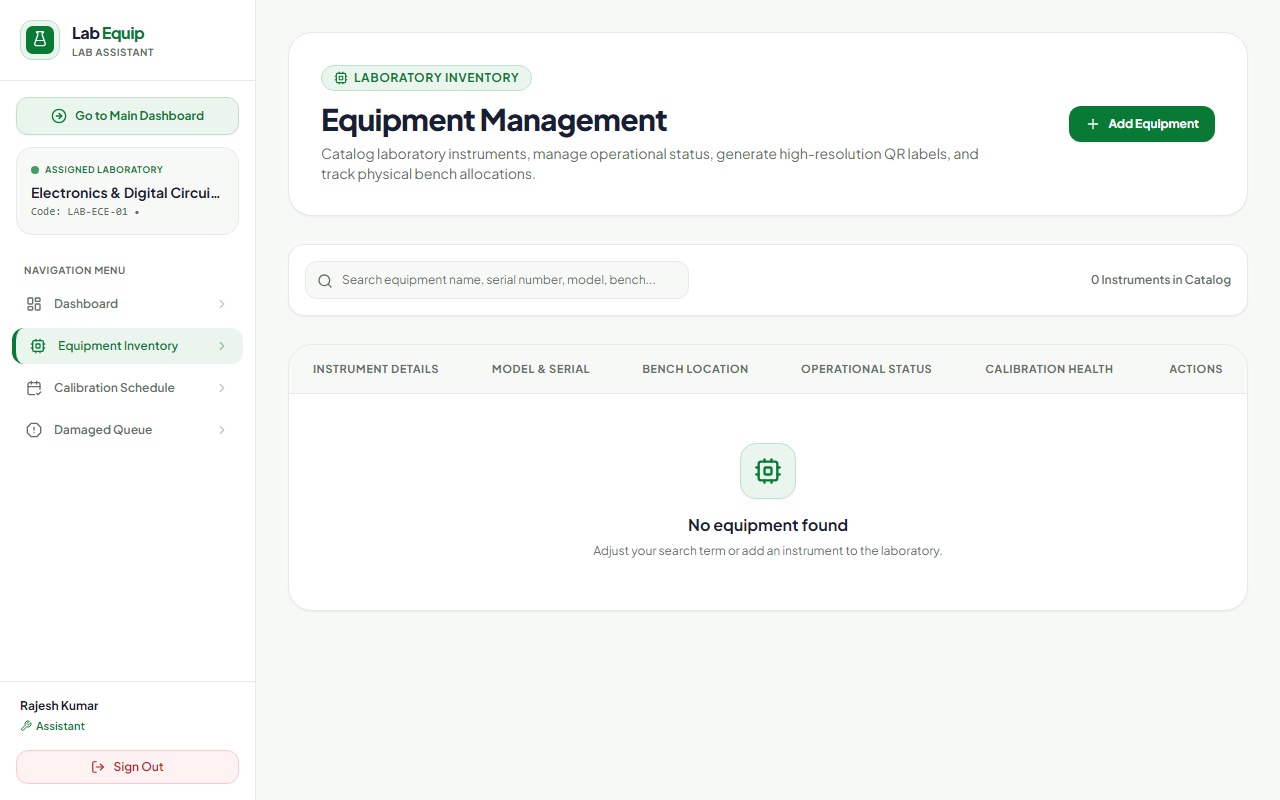 Lab Equip
LAB ASSISTANT
Go to Main Dashboard
ASSIGNED LABORATORY
Electronics & Digital Circui...
Code: LAB-ECE-01 •
NAVIGATION MENU
Dashboard
Equipment Inventory
Calibration Schedule
Damaged Queue
Rajesh Kumar
Assistant
Sign Out
LABORATORY INVENTORY
Equipment Management
Catalog laboratory instruments, manage operational status, generate high-resolution QR labels, and
track physical bench allocations.
Add Equipment
Search equipment name, serial number, model, bench...
0 Instruments in Catalog
INSTRUMENT DETAILS MODEL & SERIAL BENCH LOCATION OPERATIONAL STATUS CALIBRATION HEALTH ACTIONS
No equipment found
Adjust your search term or add an instrument to the laboratory.